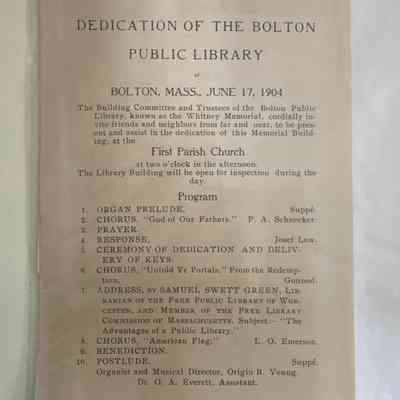 DEDICATION OF THE BOLTON
PUBLIC LIBRARY
at
BOLTON, MASS., JUNE 17, 1904
The Building Committee and Trustees of the Bolton Public
Library, known as the Whitney Memorial, cordially in-
vite friends and neighbors from far and near, to be pres-
ent and assist in the dedication of this Memorial Build-
ing, at the
First Parish Church
at two o'clock in the afternoon.
The Library Building will be open for inspection during the
day.
Program
1. ORGAN PRELUDE, Suppé.
2. CHORUS, "God of Our Fathers." P. A. Schnecker.
3. PRAYER.
4. RESPONSE, Josef Low.
5. CEREMONY OF DEDICATION AND DELIV-
ERY OF KEYS.
6. CHORUS, "Unfold Ye Portals," From the Redemp-
tion, Gounod.
7. ADDRESS, BY SAMUEL SWETT GREEN, LIB-
RARIAN OF THE FREE PUBLIC LIBRARY OF WOR-
CESTER, AND MEMBER OF THE FREE LIBRARY
COMMISSION OF MASSACHUSETTS. Subject:- "The
Advantages of a Public Library."
8. CHORUS, "American Flag;" L. O. Emerson.
9. BENEDICTION.
10. POSTLUDE, Suppé.
Organist and Musical Director, Origin B. Young.
Dr. O. A. Everett, Assistant.